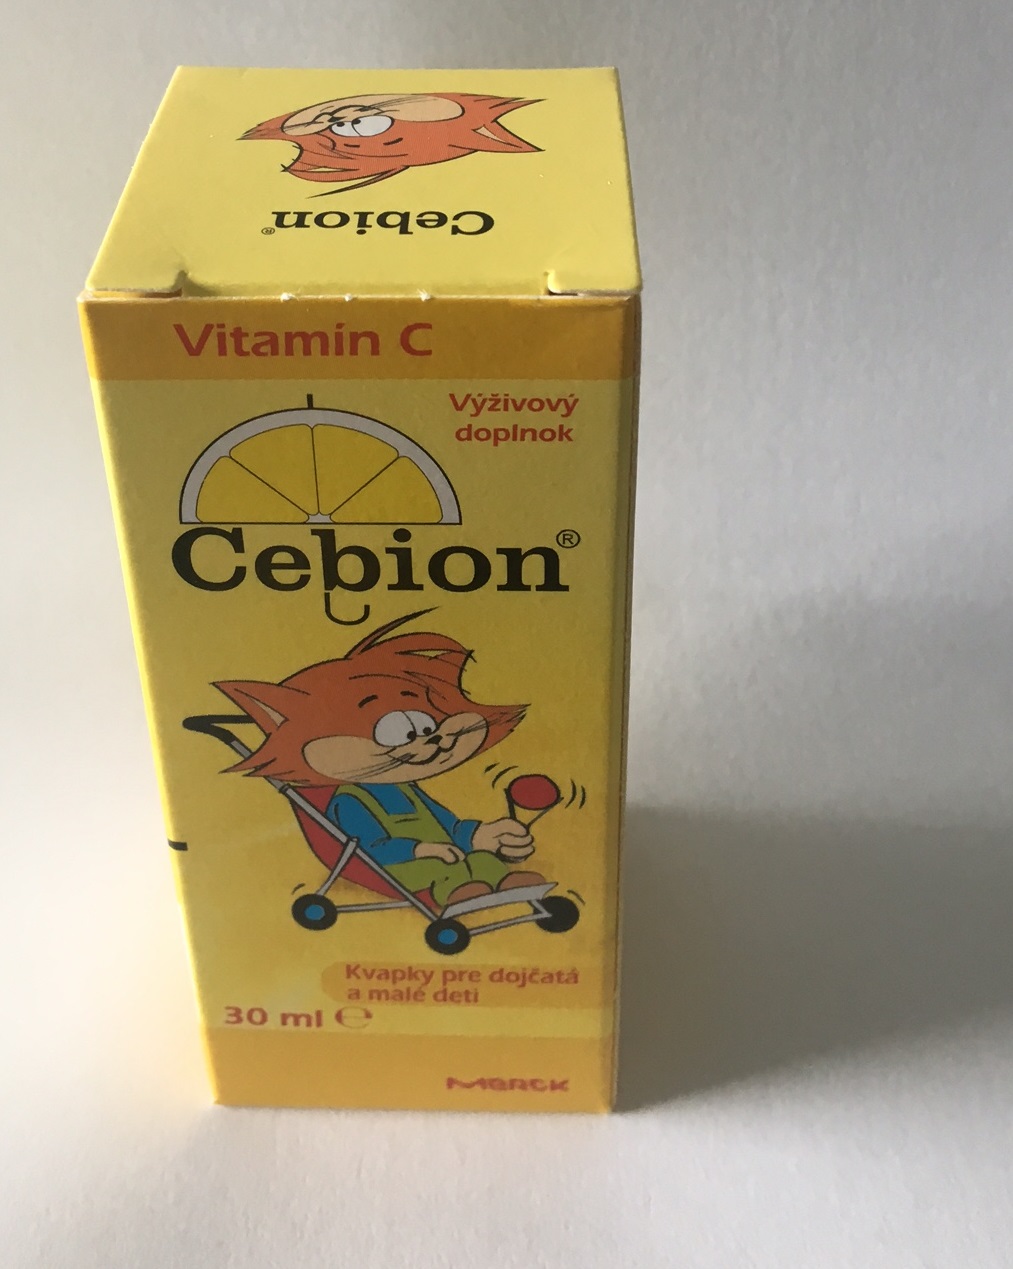 Cebion®
Vitamín C
Výživový
doplnok
Cebion®
Kvapky pre dojčatá
a malé deti
30 ml ℮
MERCK